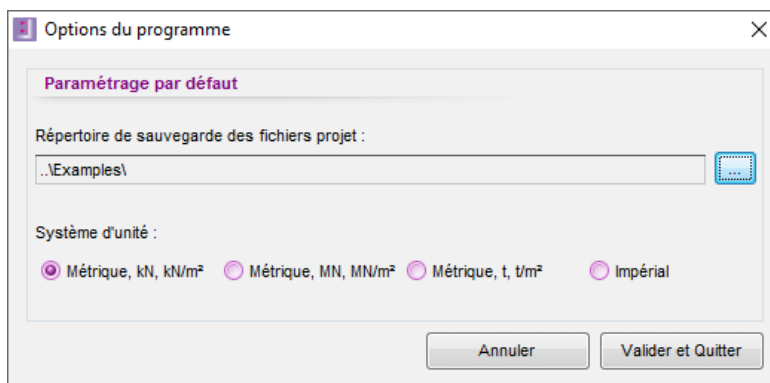 Options du programme
Paramétrage par défaut
Répertoire de sauvegarde des fichiers projet :
..\Examples\
...
Système d'unité :
Métrique, kN, kN/m² Métrique, MN, MN/m² Métrique, t, t/m² Impérial
Annuler Valider et Quitter